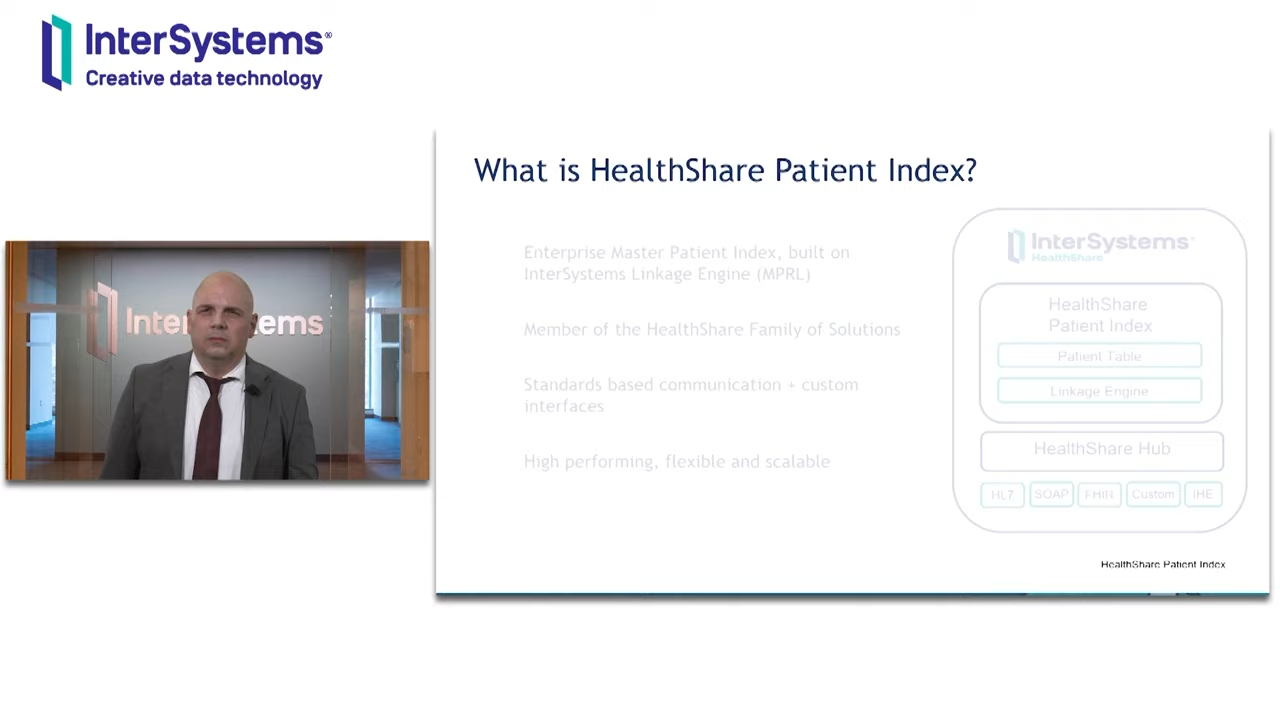 InterSystems®
Creative data technology
What is HealthShare Patient Index?
Enterprise Master Patient Index, built on
InterSystems Linkage Engine (MPRL)
Member of the HealthShare Family of Solutions
Standards based communication + custom
interfaces
High performing, flexible and scalable
InterSystems®
HealthShare
HealthShare
Patient Index
Patient Table
Linkage Engine
HealthShare Hub
HL7 SOAP FHIR Custom IHE
HealthShare Patient Index
Inte ems